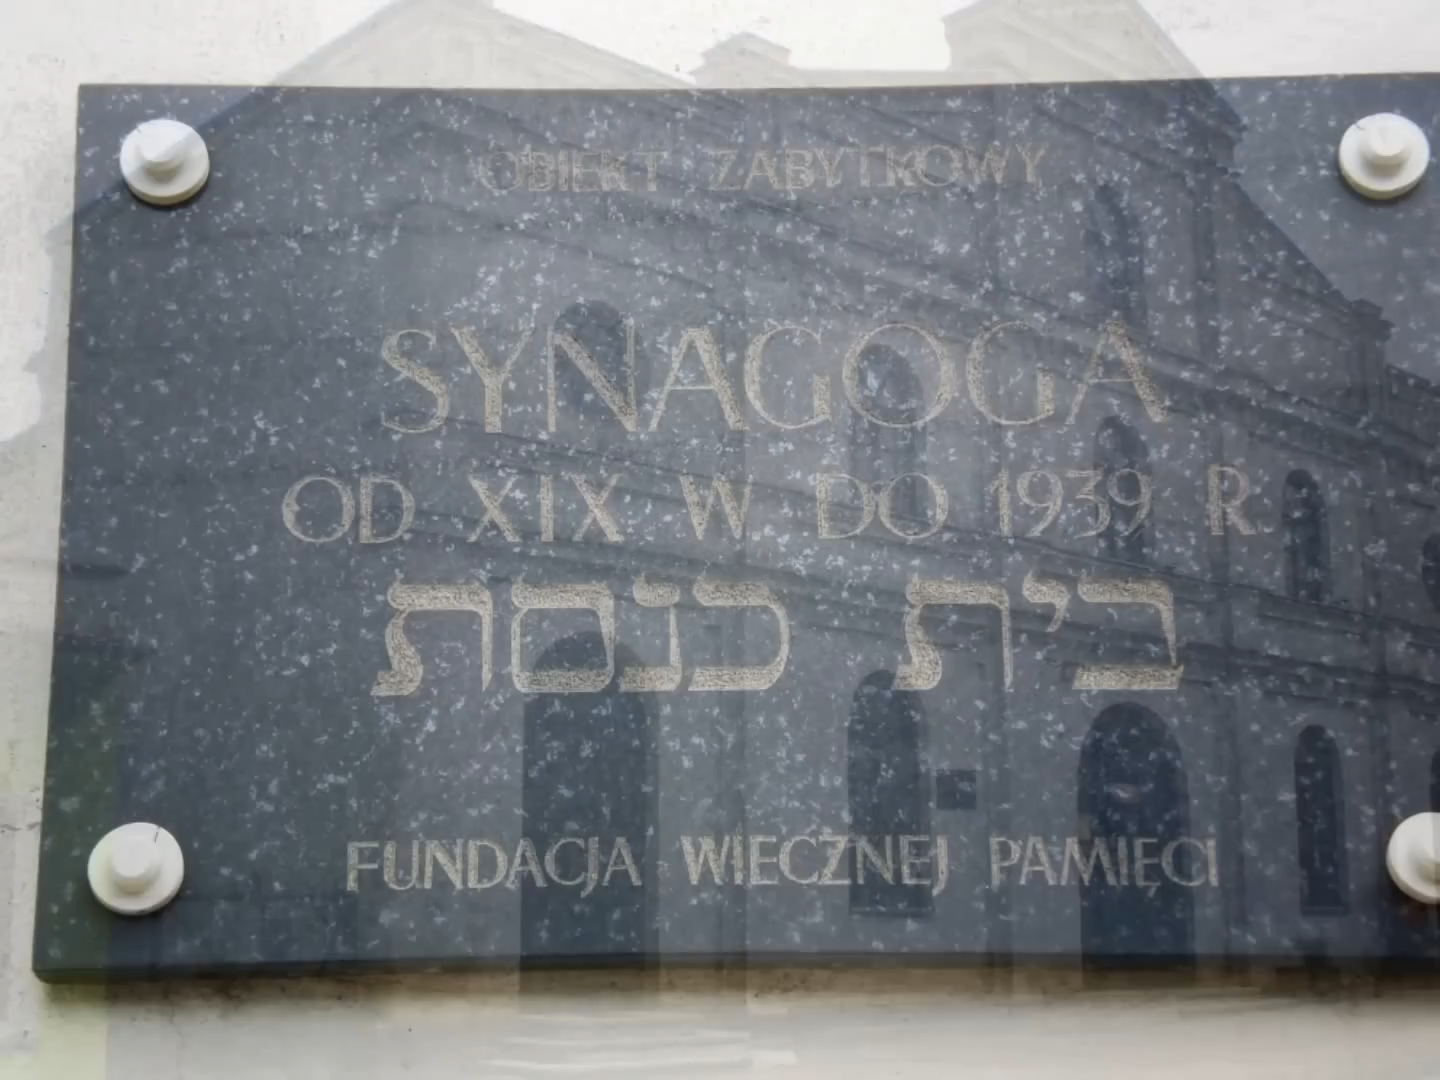 OBIEKT ZABYTKOWY
SYNAGOGA
OD XIX W DO 1939 R
בית כנסת
FUNDACJA WIECZNEJ PAMIĘCI